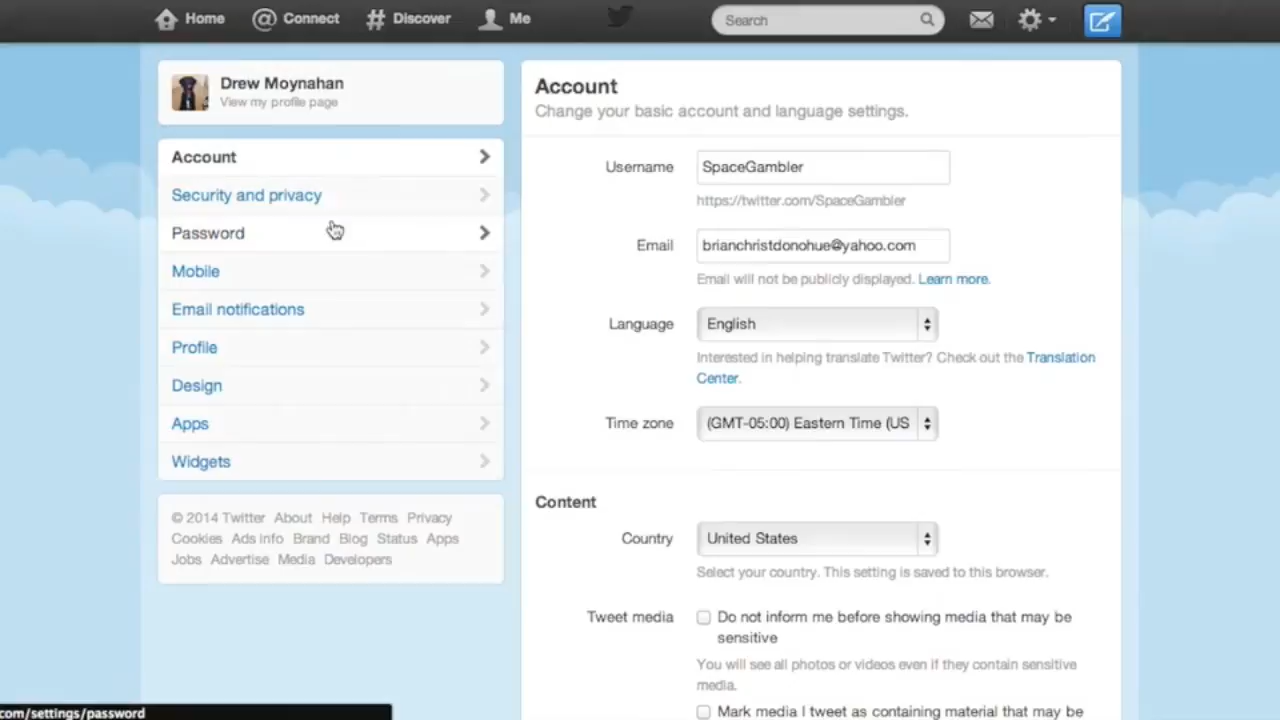 Home Connect Discover Me Search
Drew Moynahan
View my profile page
Account
Security and privacy
Password
Mobile
Email notifications
Profile
Design
Apps
Widgets
© 2014 Twitter About Help Terms Privacy
Cookies Ads info Brand Blog Status Apps
Jobs Advertise Media Developers
Account
Change your basic account and language settings.
Username SpaceGambler
https://twitter.com/SpaceGambler
Email brianchristdonohue@yahoo.com
Email will not be publicly displayed. Learn more.
Language English
Interested in helping translate Twitter? Check out the Translation
Center.
Time zone (GMT-05:00) Eastern Time (US
Content
Country United States
Select your country. This setting is saved to this browser.
Tweet media Do not inform me before showing media that may be
sensitive
You will see all photos or videos even if they contain sensitive
media.
Mark media I tweet as containing material that may be
com/settings/password